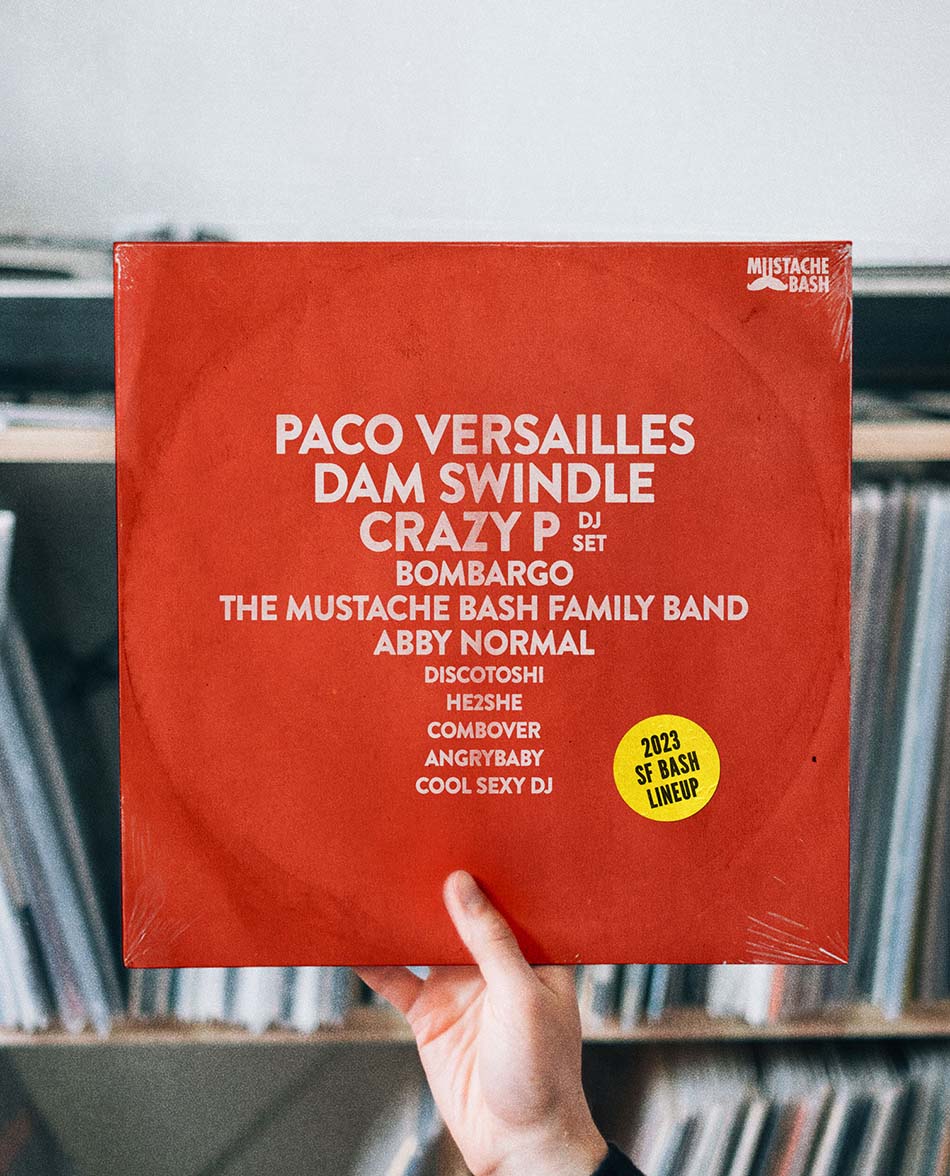 MUSTACHE
BASH
PACO VERSAILLES
DAM SWINDLE
CRAZY P DJ SET
BOMBARGO
THE MUSTACHE BASH FAMILY BAND
ABBY NORMAL
DISCOTOSHI
HE2SHE
COMBOVER
ANGRYBABY
COOL SEXY DJ
2023
SF BASH
LINEUP